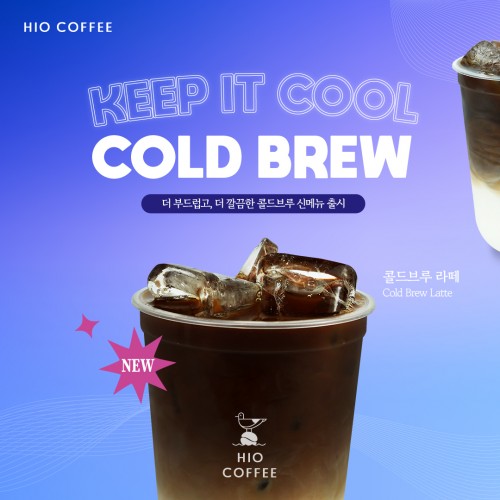 HIO COFFEE
KEEP IT COOL
COLD BREW
더 부드럽고, 더 깔끔한 콜드브루 신메뉴 출시
콜드브루 라떼
Cold Brew Latte
NEW
HIO
COFFEE